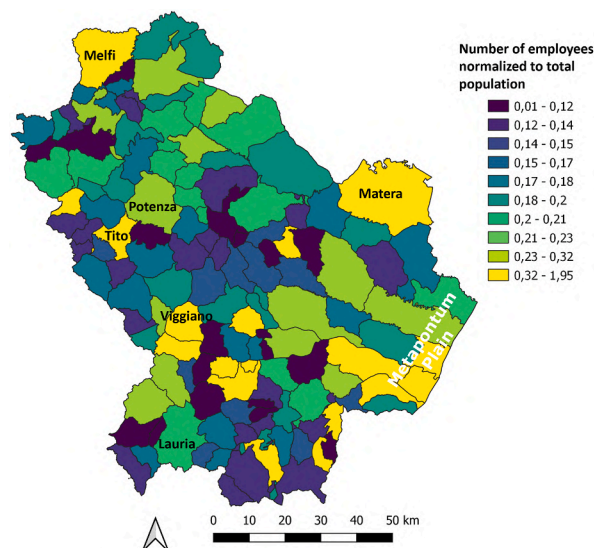 Melfi
Number of employees
normalized to total
population
0,01 - 0,12
0,12 - 0,14
0,14 - 0,15
0,15 - 0,17
0,17 - 0,18
0,18 - 0,2
0,2 - 0,21
0,21 - 0,23
0,23 - 0,32
0,32 - 1,95
Matera
Potenza
Tito
Viggiano
Metapontum
Plain
Lauria
0 10 20 30 40 50 km